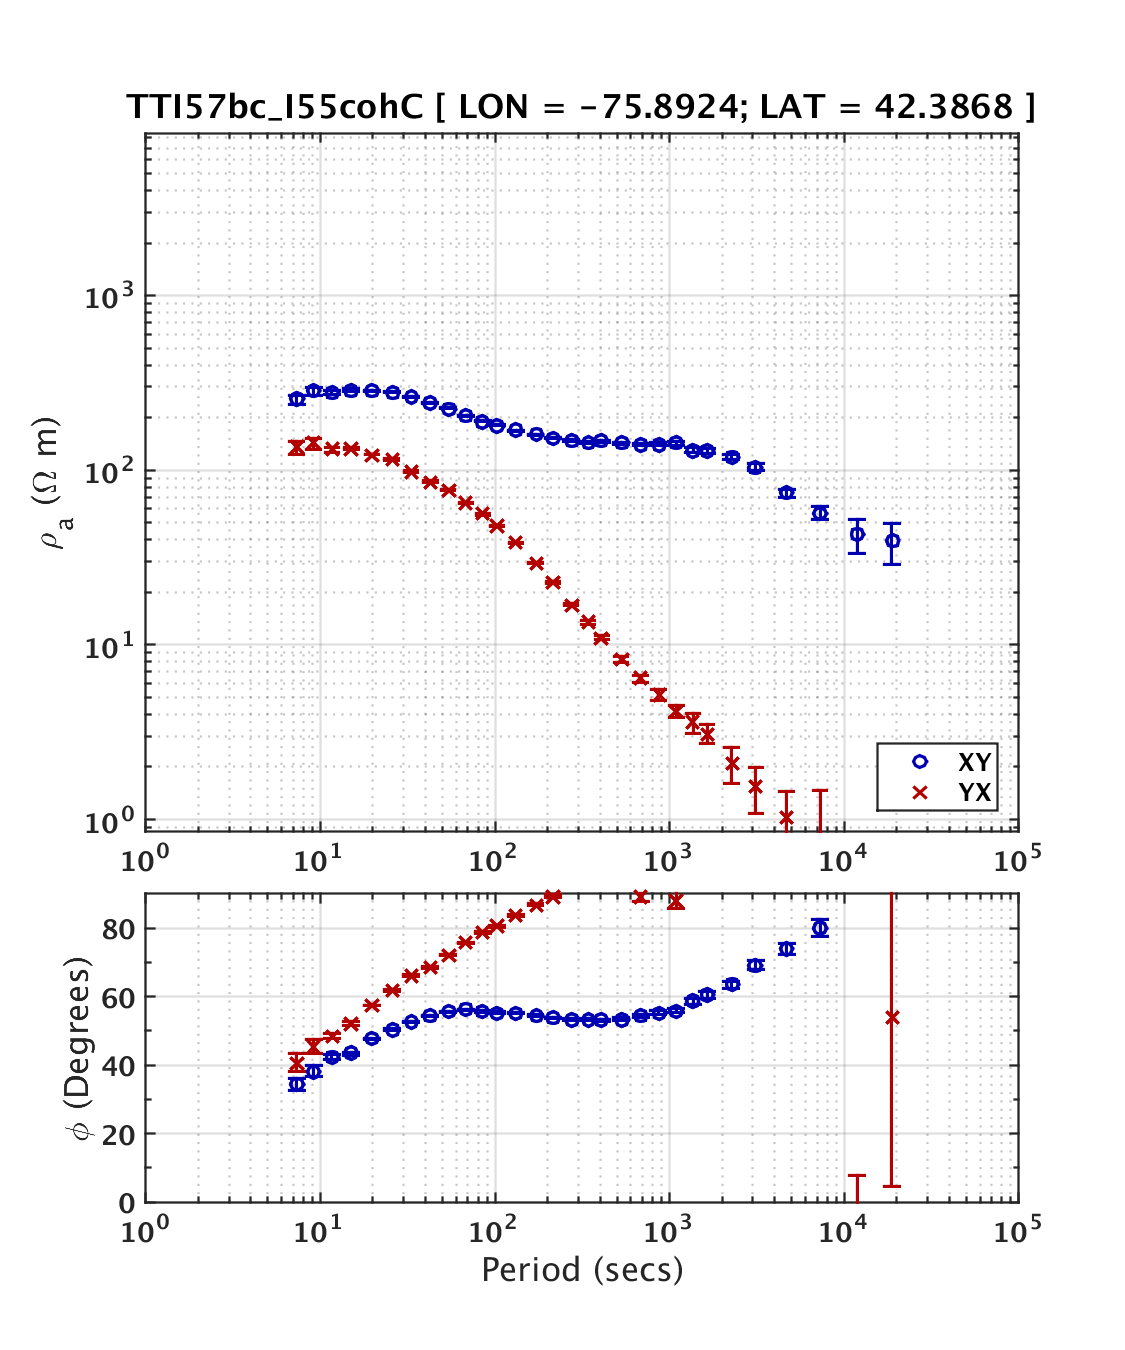 TTI57bc_I55cohC [ LON = -75.8924; LAT = 42.3868 ]
10³
10²
10¹
10⁰
ρₐ (Ω m)
XY
YX
10⁰ 10¹ 10² 10³ 10⁴ 10⁵
80
60
40
20
0
ϕ (Degrees)
10⁰ 10¹ 10² 10³ 10⁴ 10⁵
Period (secs)